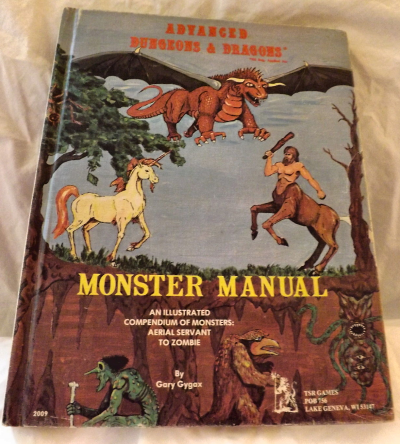 ADVANCED
DUNGEONS & DRAGONS
MONSTER MANUAL
AN ILLUSTRATED
COMPENDIUM OF MONSTERS:
AERIAL SERVANT
TO ZOMBIE
By
Gary Gygax
TSR GAMES
POB 756
LAKE GENEVA, WI 53147
2009